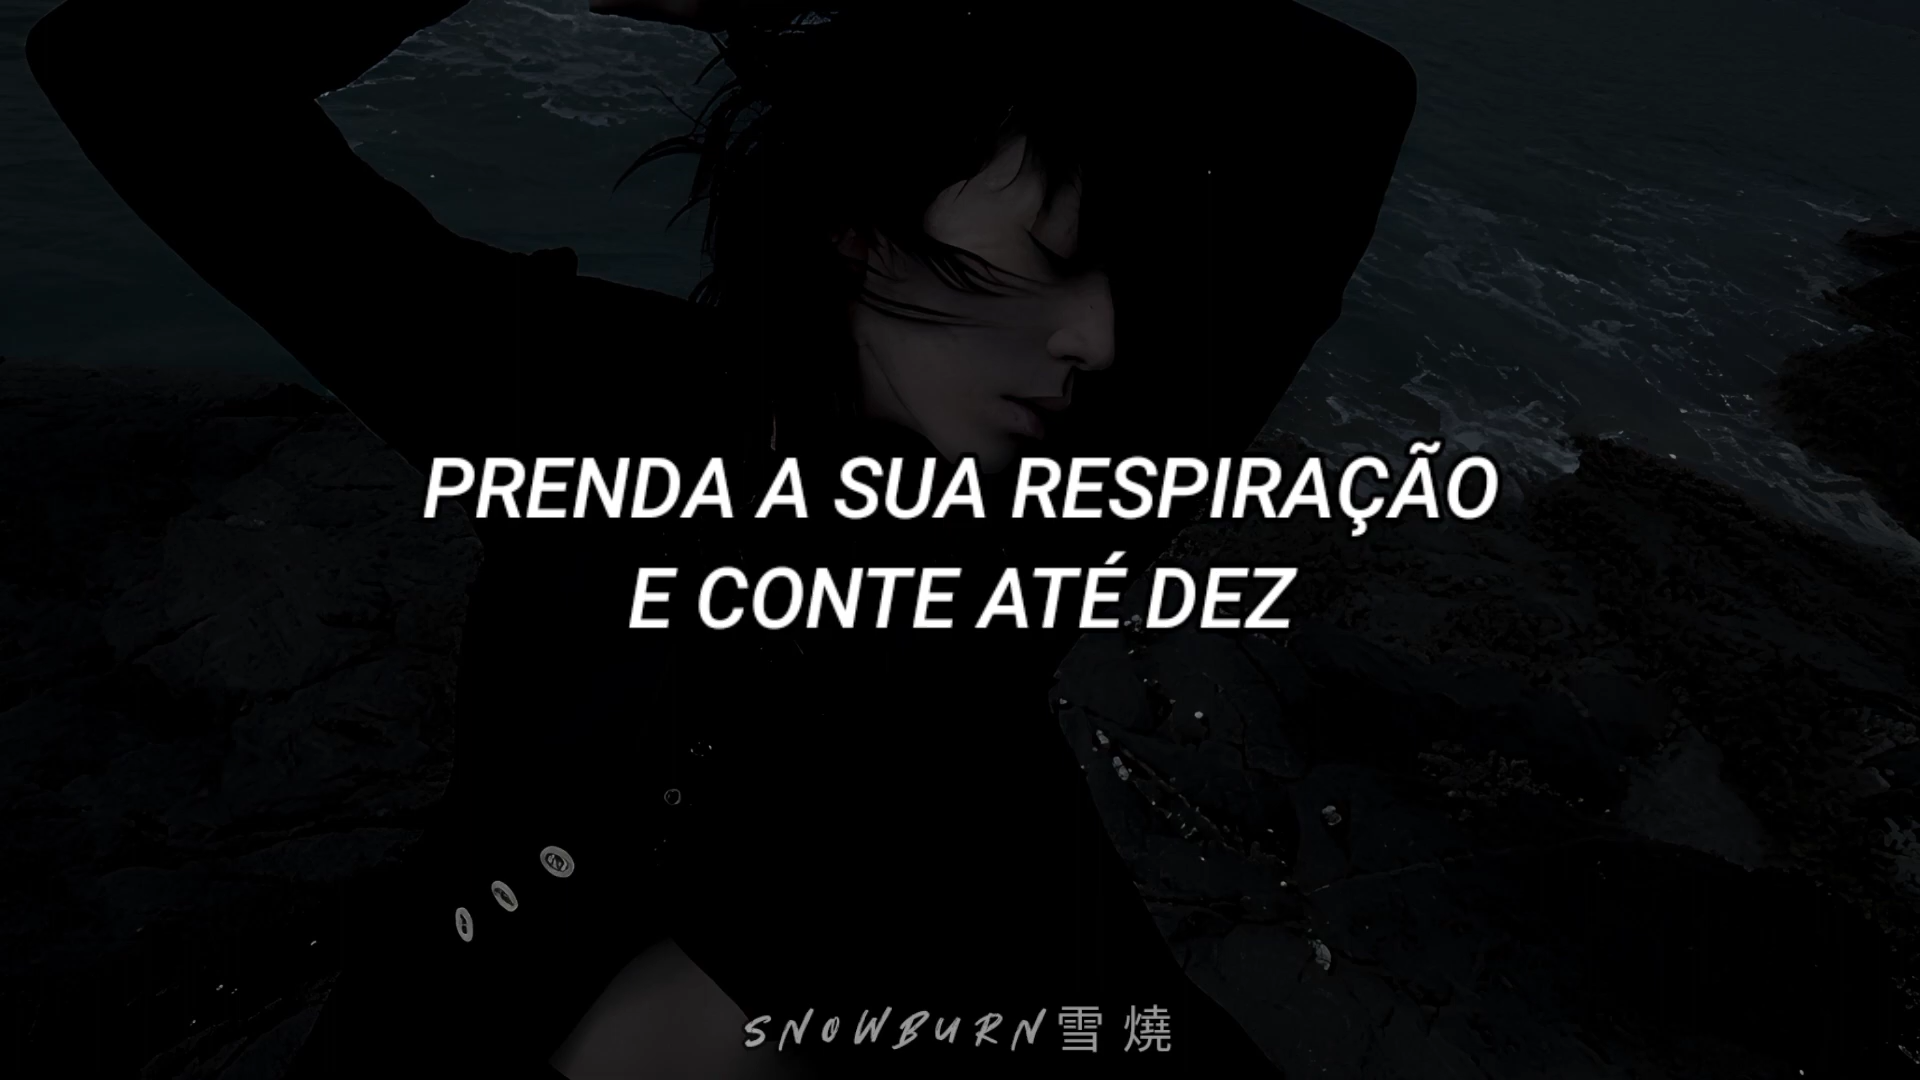 PRENDA A SUA RESPIRAÇÃO
E CONTE ATÉ DEZ
SNOWBURN雪 燒